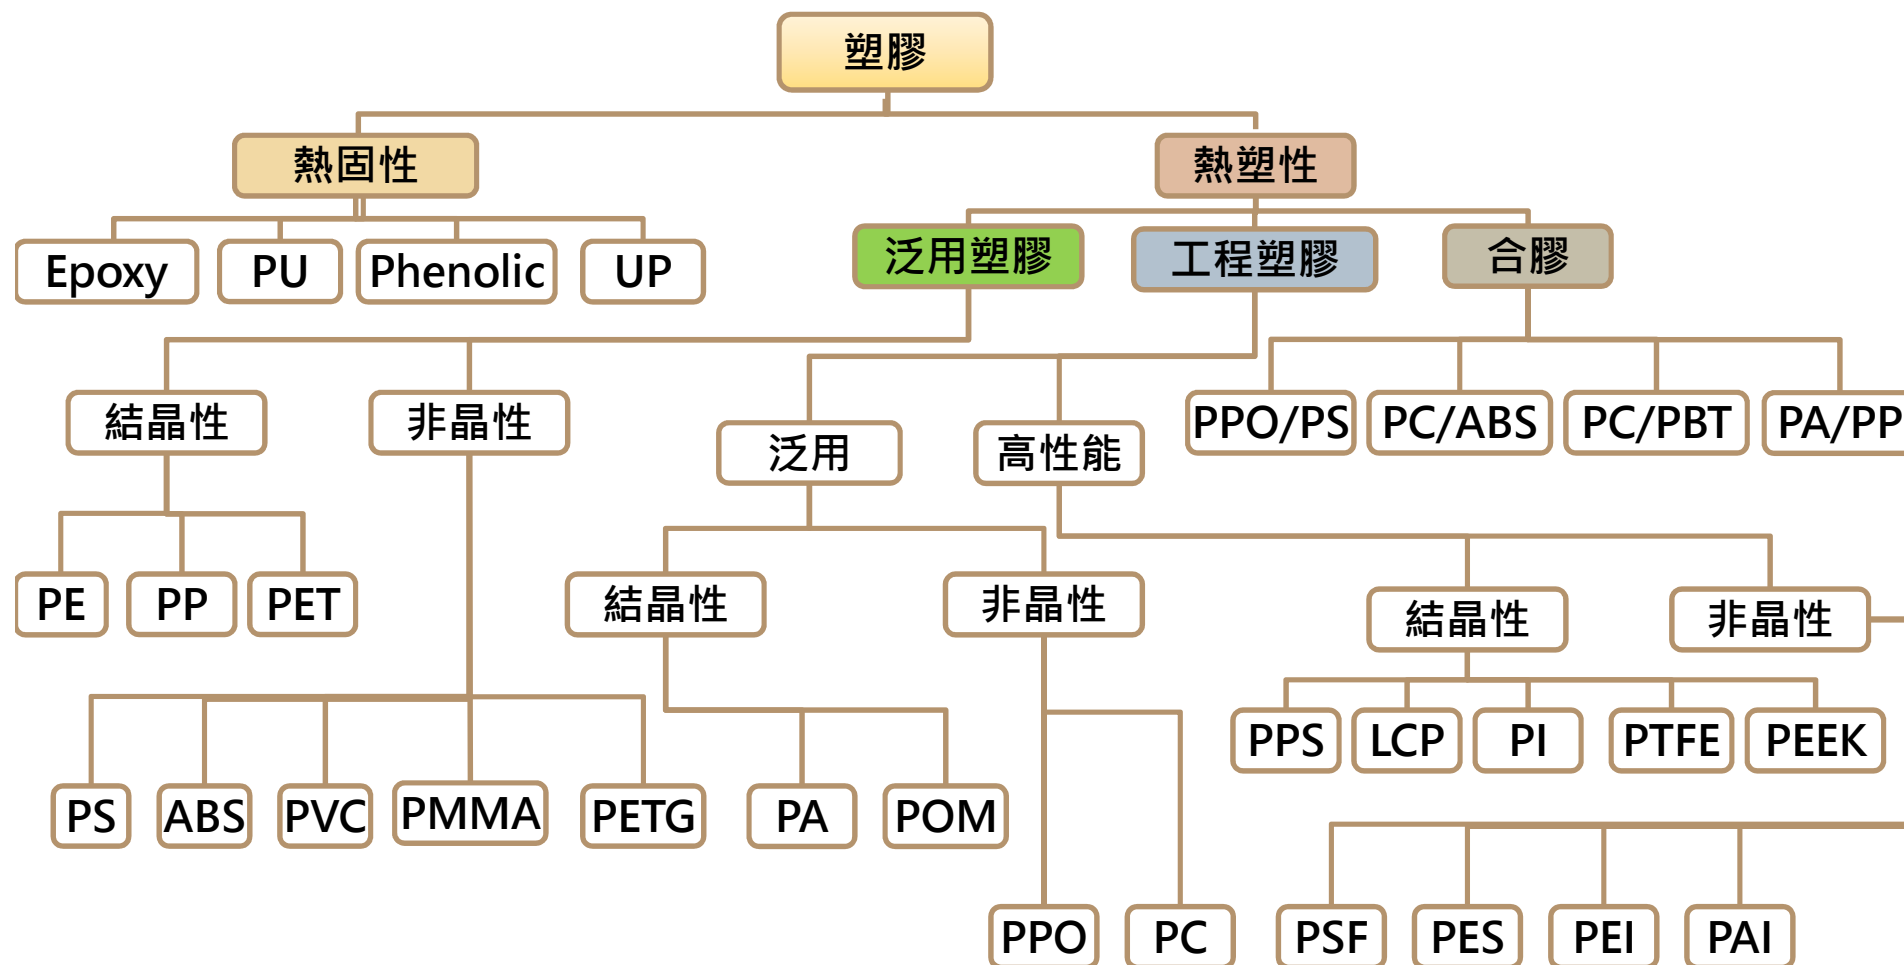 塑膠
熱固性
熱塑性
Epoxy
PU
Phenolic
UP
泛用塑膠
工程塑膠
合膠
結晶性
非晶性
泛用
高性能
PPO/PS
PC/ABS
PC/PBT
PA/PP
PE
PP
PET
結晶性
非晶性
結晶性
非晶性
PPS
LCP
PI
PTFE
PEEK
PS
ABS
PVC
PMMA
PETG
PA
POM
PPO
PC
PSF
PES
PEI
PAI